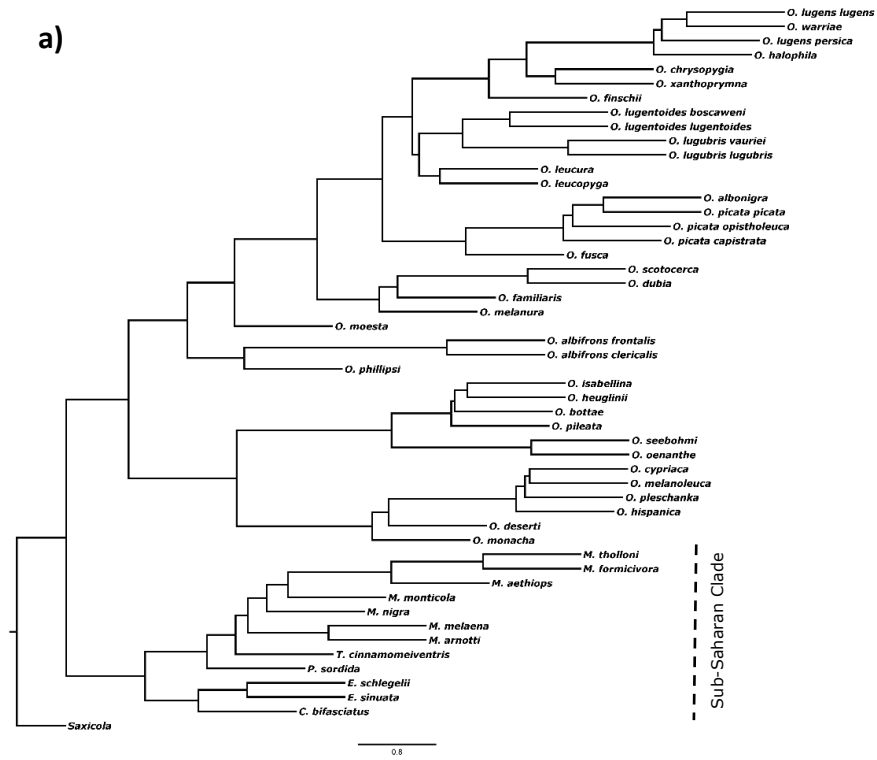 a)
O. lugens lugens
O. warriae
O. lugens persica
O. halophila
O. chrysopygia
O. xanthoprymna
O. finschii
O. lugentoides boscaweni
O. lugentoides lugentoides
O. lugubris vauriei
O. lugubris lugubris
O. leucura
O. leucopyga
O. albonigra
O. picata picata
O. picata opistholeuca
O. picata capistrata
O. fusca
O. scotocerca
O. dubia
O. familiaris
O. melanura
O. moesta
O. albifrons frontalis
O. albifrons clericalis
O. phillipsi
O. isabellina
O. heuglinii
O. bottae
O. pileata
O. seebohmi
O. oenanthe
O. cypriaca
O. melanoleuca
O. pleschanka
O. hispanica
O. deserti
O. monacha
M. tholloni
M. formicivora
M. aethiops
M. monticola
M. nigra
M. melaena
M. arnotti
T. cinnamomeiventris
P. sordida
E. schlegelii
E. sinuata
C. bifasciatus
Saxicola
Sub-Saharan Clade
0.8